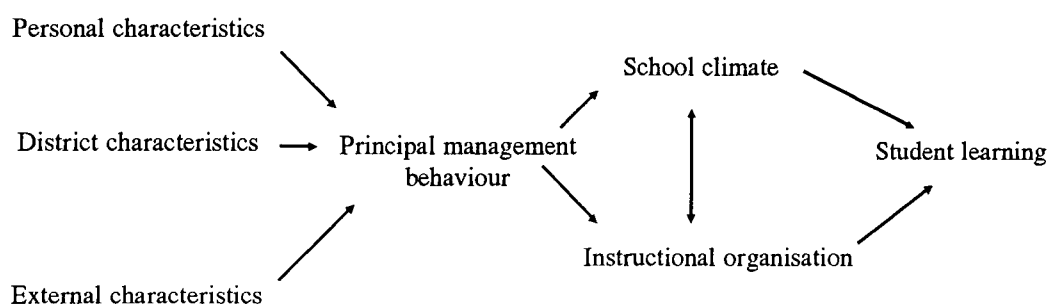 Personal characteristics
School climate
District characteristics
Principal management
behaviour
Student learning
Instructional organisation
External characteristics